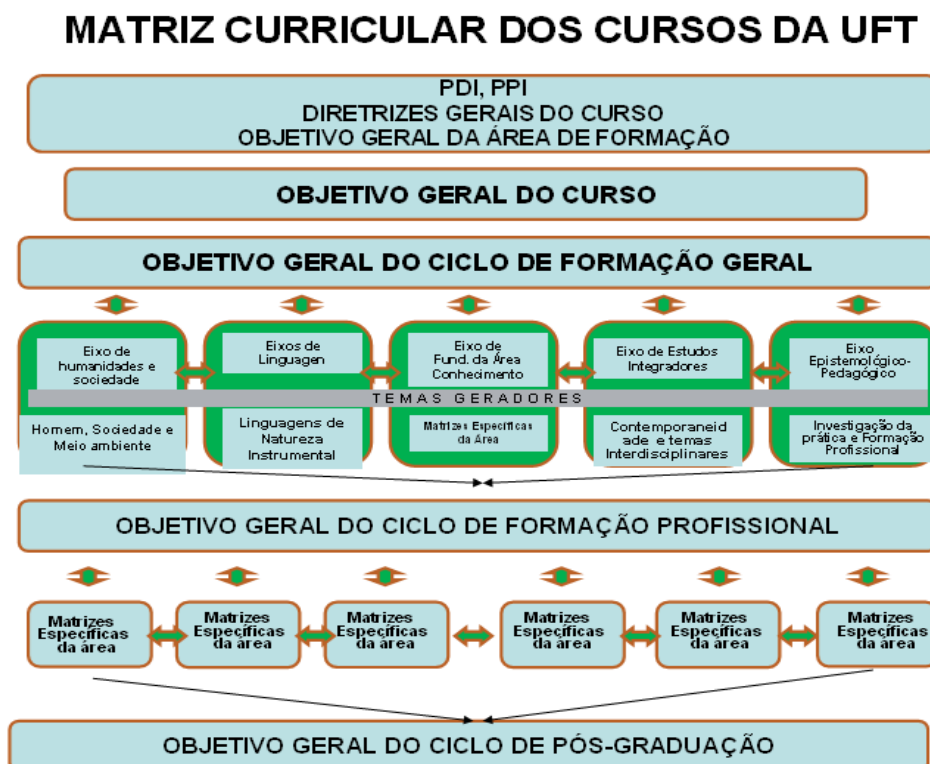 MATRIZ CURRICULAR DOS CURSOS DA UFT
PDI, PPI
DIRETRIZES GERAIS DO CURSO
OBJETIVO GERAL DA ÁREA DE FORMAÇÃO
OBJETIVO GERAL DO CURSO
OBJETIVO GERAL DO CICLO DE FORMAÇÃO GERAL
Eixo de
humanidades e
sociedade
Eixos de
Linguagen
Eixo de
Fund. da Área
Conhecimento
Eixo de Estudos
Integradores
Eixo
Epistemológico-
Pedagógico
TEMAS GERADORES
Homem, Sociedade e
Meio ambiente
Linguagens de
Natureza
Instrumental
Matrizes Específicas
da Área
Contemporaneid
ade e temas
Interdisciplinares
Investigação da
prática e Formação
Profissional
OBJETIVO GERAL DO CICLO DE FORMAÇÃO PROFISSIONAL
Matrizes
Específicas
da área
Matrizes
Específicas
da área
Matrizes
Específicas
da área
Matrizes
Específicas
da área
Matrizes
Específicas
da área
Matrizes
Específicas
da área
OBJETIVO GERAL DO CICLO DE PÓS-GRADUAÇÃO